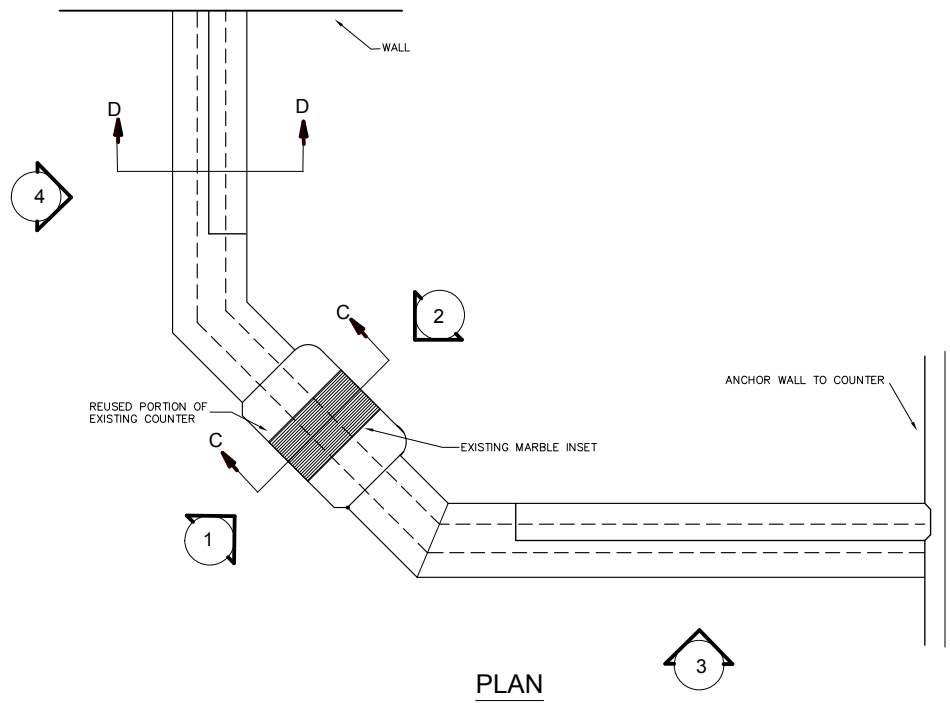 WALL
D
D
4
C
2
ANCHOR WALL TO COUNTER
REUSED PORTION OF
EXISTING COUNTER
C
EXISTING MARBLE INSET
1
3
PLAN